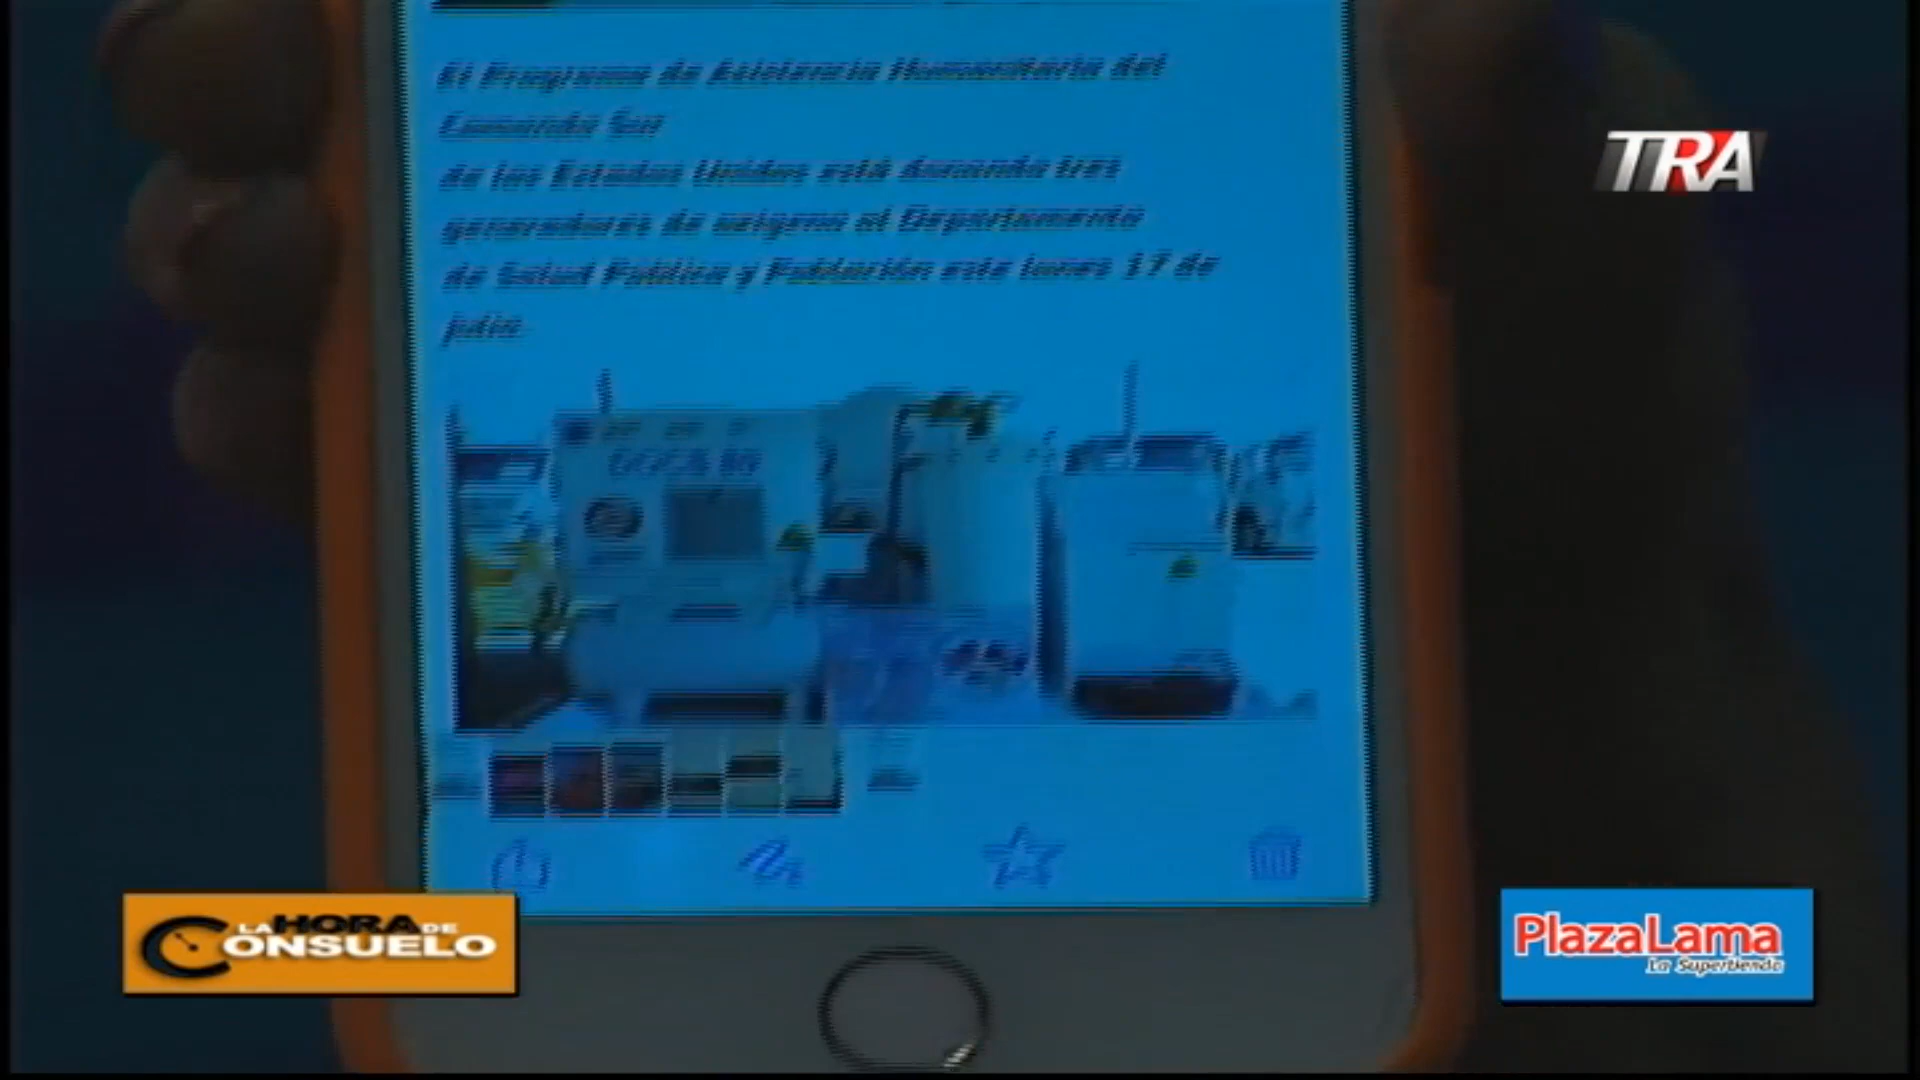 El Programa de Asistencia Humanitaria del
Comando Sur
de los Estados Unidos está donando tres
generadores de oxígeno al Departamento
de Salud Pública y Población este lunes 17 de
julio.
TRA
LA HORA DE
CONSUELO
PlazaLama
La Supertienda